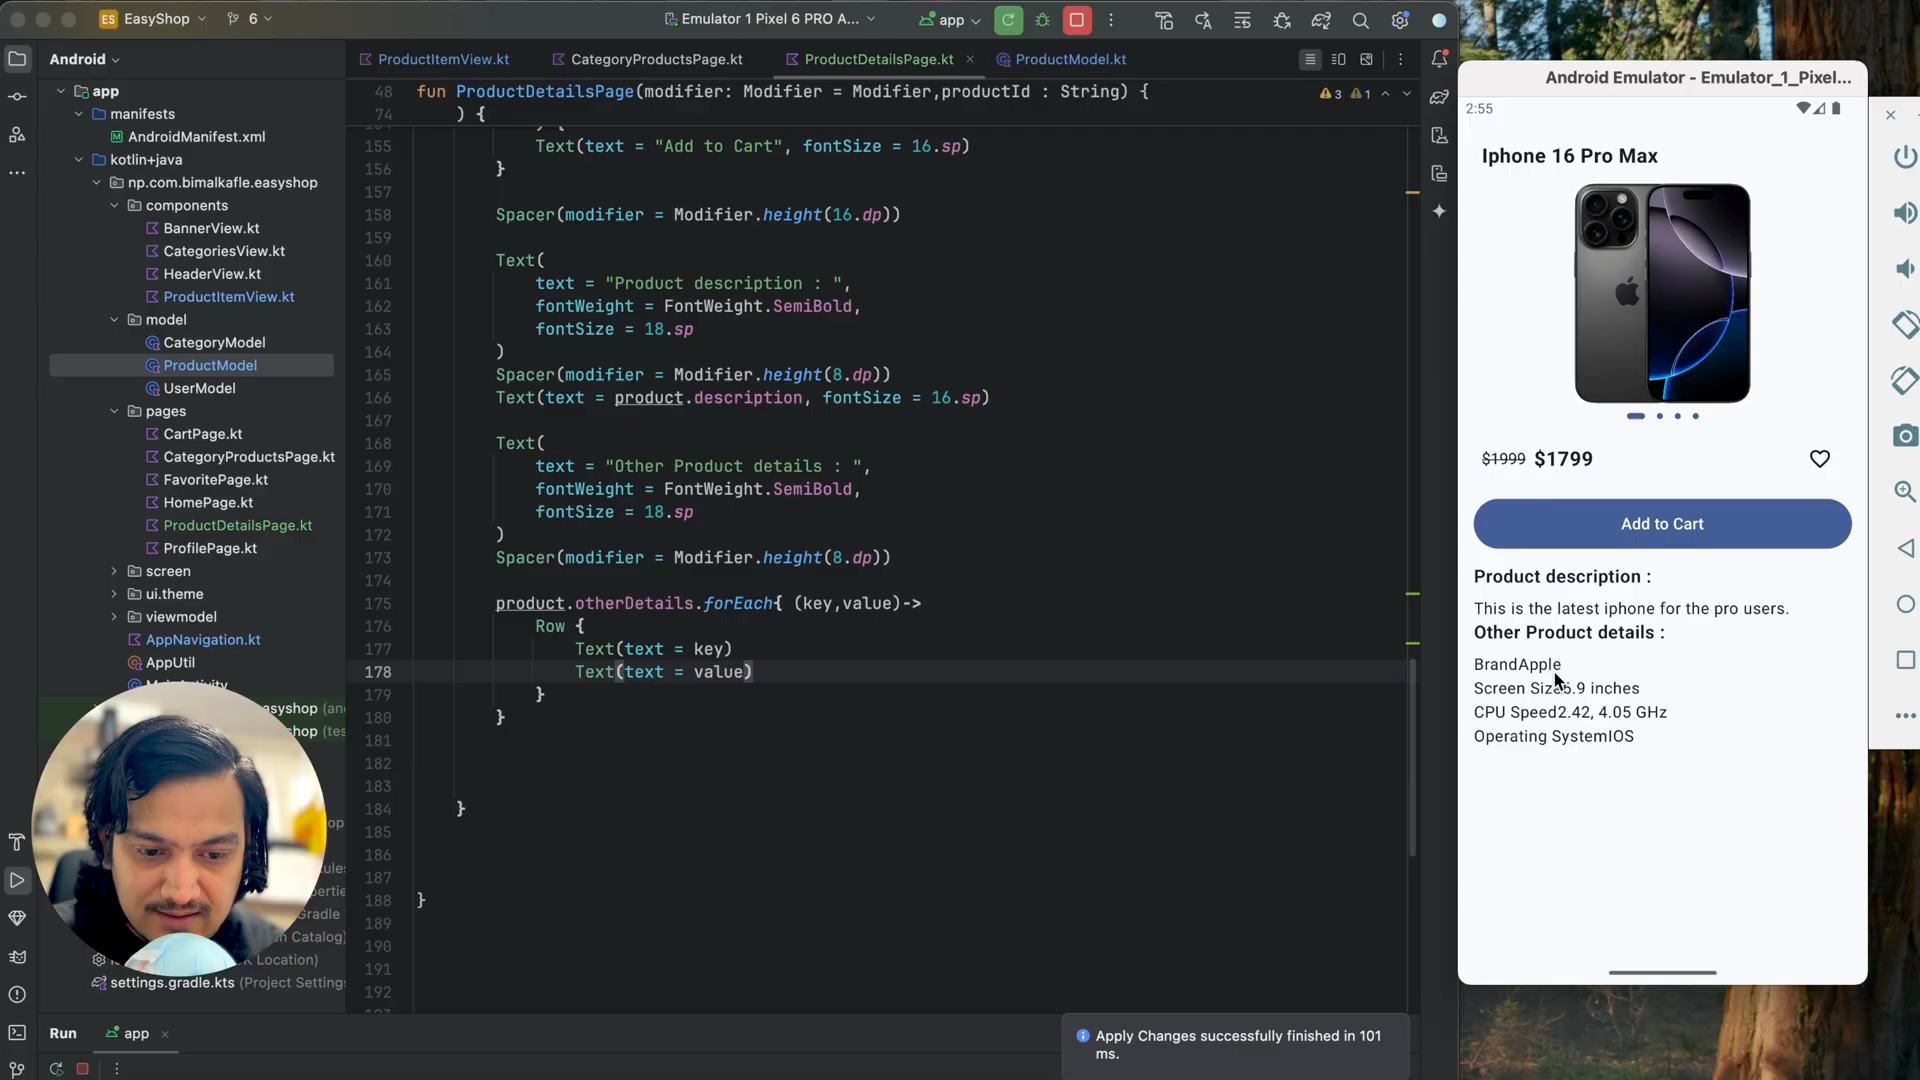 ES EasyShop
6
Emulator 1 Pixel 6 PRO A...
app
Android
ProductItemView.kt
CategoryProductsPage.kt
ProductDetailsPage.kt
ProductModel.kt
app
manifests
AndroidManifest.xml
kotlin+java
np.com.bimalkafle.easyshop
components
BannerView.kt
CategoriesView.kt
HeaderView.kt
ProductItemView.kt
model
CategoryModel
ProductModel
UserModel
pages
CartPage.kt
CategoryProductsPage.kt
FavoritePage.kt
HomePage.kt
ProductDetailsPage.kt
ProfilePage.kt
screen
ui.theme
viewmodel
AppNavigation.kt
AppUtil
settings.gradle.kts (Project Setting
48 fun ProductDetailsPage(modifier: Modifier = Modifier,productId : String) {
74 ) {
3 1
155 Text(text = "Add to Cart", fontSize = 16.sp)
156 }
157
158 Spacer(modifier = Modifier.height(16.dp))
159
160 Text(
161 text = "Product description : ",
162 fontWeight = FontWeight.SemiBold,
163 fontSize = 18.sp
164 )
165 Spacer(modifier = Modifier.height(8.dp))
166 Text(text = product.description, fontSize = 16.sp)
167
168 Text(
169 text = "Other Product details : ",
170 fontWeight = FontWeight.SemiBold,
171 fontSize = 18.sp
172 )
173 Spacer(modifier = Modifier.height(8.dp))
174
175 product.otherDetails.forEach{ (key,value)->
176 Row {
177 Text(text = key)
178 Text(text = value)
179 }
180 }
181
182
183
184 }
185
186
187
188 }
189
190
191
192
Run app
Apply Changes successfully finished in 101
ms.
Android Emulator - Emulator_1_Pixel...
2:55
Iphone 16 Pro Max
$1999 $1799
Add to Cart
Product description :
This is the latest iphone for the pro users.
Other Product details :
BrandApple
Screen Size6.9 inches
CPU Speed2.42, 4.05 GHz
Operating SystemIOS